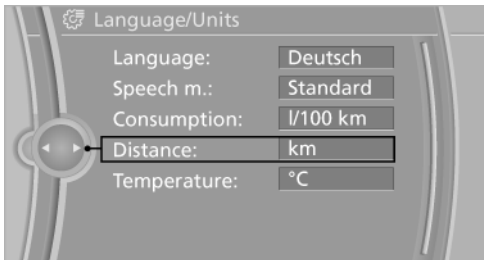 Language/Units
Language: Deutsch
Speech m.: Standard
Consumption: l/100 km
Distance: km
Temperature: °C